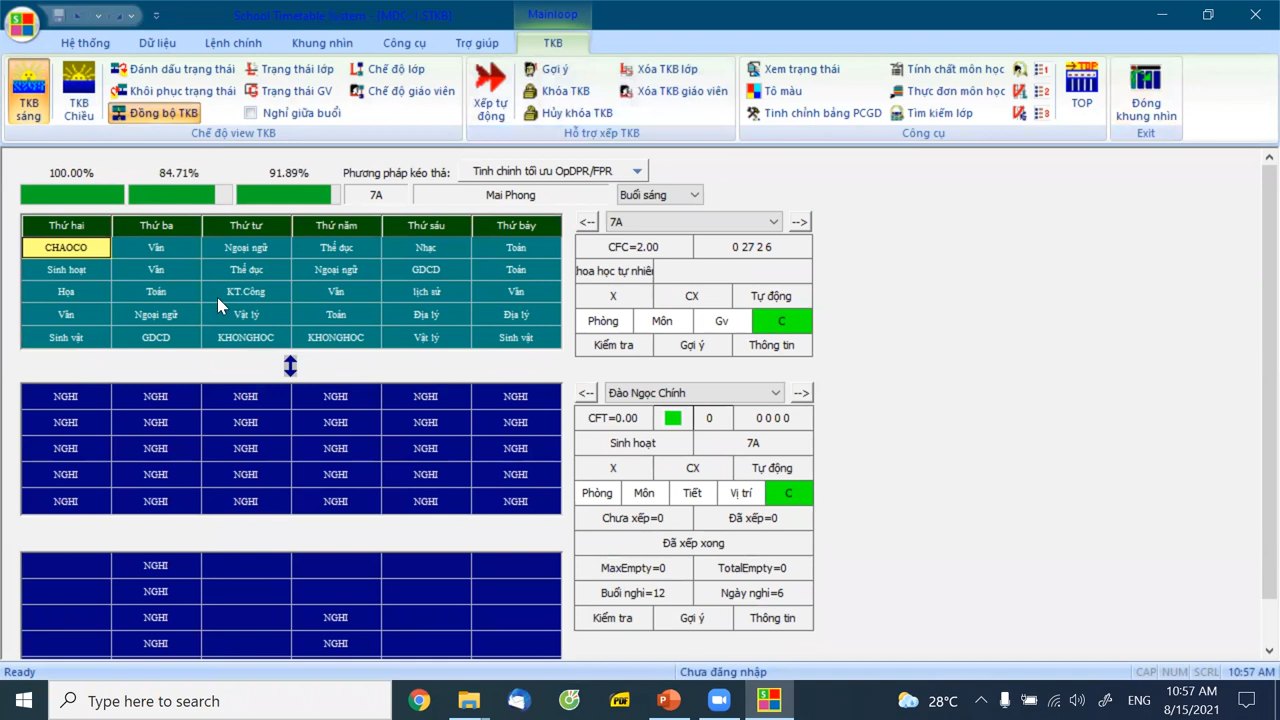 School Timetable System - [MDC-I.STKB]
Mainloop
Hệ thống
Dữ liệu
Lệnh chính
Khung nhìn
Công cụ
Trợ giúp
TKB
TKB sáng
TKB Chiều
Đánh dấu trạng thái
Khôi phục trạng thái
Đồng bộ TKB
Trạng thái lớp
Trạng thái GV
Nghỉ giữa buổi
Chế độ lớp
Chế độ giáo viên
Chế độ view TKB
Xếp tự động
Gợi ý
Khóa TKB
Hủy khóa TKB
Xóa TKB lớp
Xóa TKB giáo viên
Hỗ trợ xếp TKB
Xem trạng thái
Tô màu
Tinh chỉnh bảng PCGD
Tính chất môn học
Thực đơn môn học
Tìm kiếm lớp
1
2
3
TOP
TOP
Công cụ
Đóng khung nhìn
Exit
100.00% 84.71% 91.89% Phương pháp kéo thả: Tinh chỉnh tối ưu OpDPR/FPR
7A Mai Phong Buổi sáng
Thứ hai Thứ ba Thứ tư Thứ năm Thứ sáu Thứ bảy
CHAOCO Văn Ngoại ngữ Thể dục Nhạc Toán
Sinh hoạt Văn Thể dục Ngoại ngữ GDCD Toán
Họa Toán KT.Công Văn lịch sử Văn
Văn Ngoại ngữ Vật lý Toán Địa lý Địa lý
Sinh vật GDCD KHONGHOC KHONGHOC Vật lý Sinh vật
NGHI NGHI NGHI NGHI NGHI NGHI
NGHI NGHI NGHI NGHI NGHI NGHI
NGHI NGHI NGHI NGHI NGHI NGHI
NGHI NGHI NGHI NGHI NGHI NGHI
NGHI NGHI NGHI NGHI NGHI NGHI
NGHI
NGHI
NGHI NGHI
NGHI NGHI
<-- 7A -->
CFC=2.00 0 27 2 6
hoa học tự nhiên
X CX Tự động
Phòng Môn Gv C
Kiểm tra Gợi ý Thông tin
<-- Đào Ngọc Chính -->
CFT=0.00 0 0 0 0 0
Sinh hoạt 7A
X CX Tự động
Phòng Môn Tiết Vị trí C
Chưa xếp=0 Đã xếp=0
Đã xếp xong
MaxEmpty=0 TotalEmpty=0
Buổi nghỉ=12 Ngày nghỉ=6
Kiểm tra Gợi ý Thông tin
Ready Chưa đăng nhập CAP NUM SCRL 10:57 AM
Type here to search
PDF
28°C
ENG
10:57 AM
8/15/2021